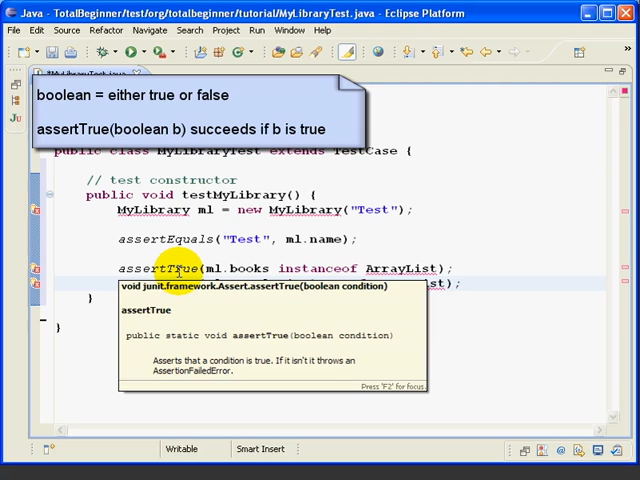 Java - TotalBeginner/test/org/totalbeginner/tutorial/MyLibraryTest.java - Eclipse Platform
File Edit Source Refactor Navigate Search Project Run Window Help
*MyLibraryTest.java
boolean = either true or false
assertTrue(boolean b) succeeds if b is true
public class MyLibraryTest extends TestCase {
// test constructor
public void testMyLibrary() {
MyLibrary ml = new MyLibrary("Test");
assertEquals("Test", ml.name);
assertTrue(ml.books instanceof ArrayList);
st);
void junit.framework.Assert.assertTrue(boolean condition)
assertTrue
public static void assertTrue(boolean condition)
Asserts that a condition is true. If it isn't it throws an
AssertionFailedError.
Press 'F2' for focus.
}
}
Writable Smart Insert